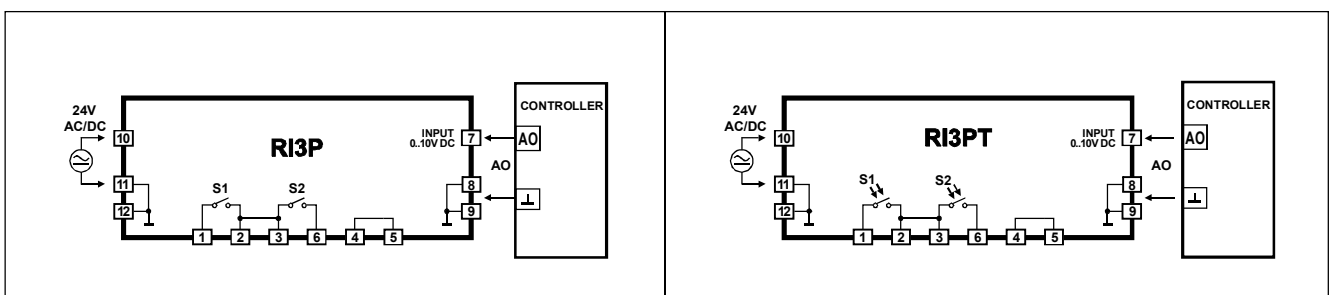 24V
AC/DC
10
11
12
RI3P
S1
S2
1
2
3
6
4
5
INPUT
0..10V DC
7
8
9
AO
CONTROLLER
AO
24V
AC/DC
10
11
12
RI3PT
S1
S2
1
2
3
6
4
5
INPUT
0..10V DC
7
8
9
AO
CONTROLLER
AO